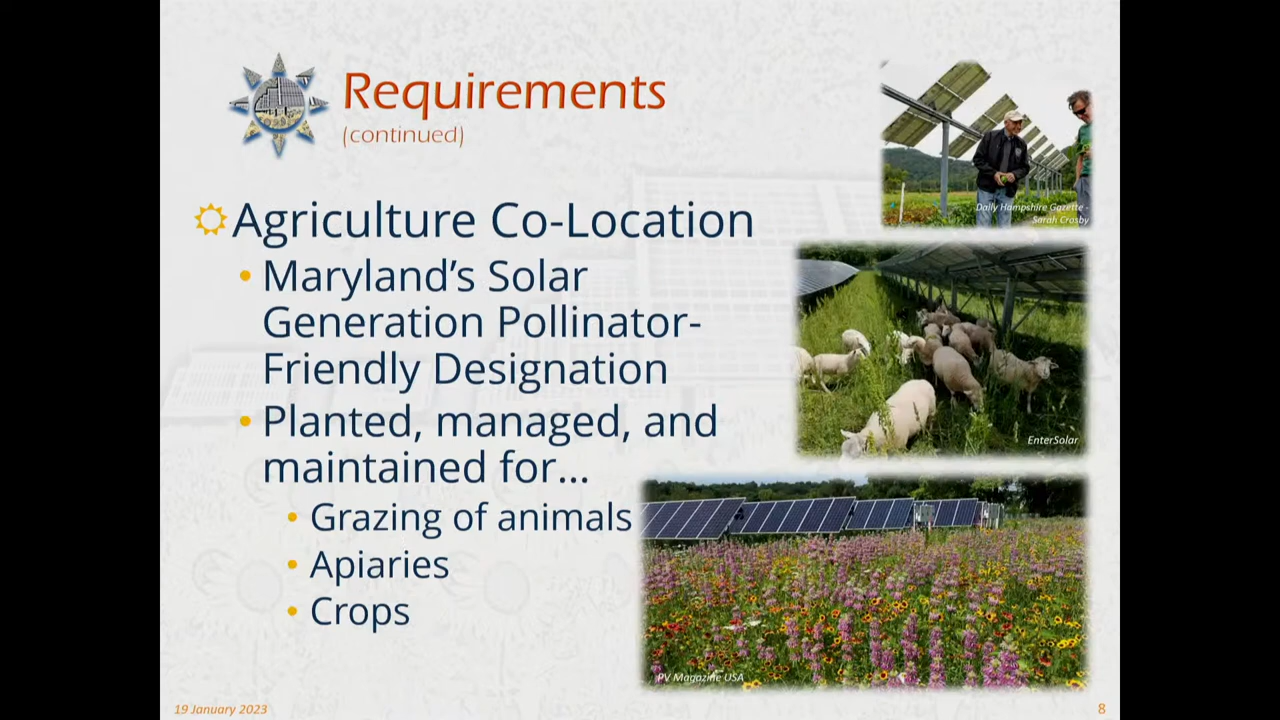 Requirements
(continued)
Agriculture Co-Location
• Maryland's Solar
Generation Pollinator-
Friendly Designation
• Planted, managed, and
maintained for...
• Grazing of animals
• Apiaries
• Crops
Daily Hampshire Gazette -
Sarah Crosby
EnterSolar
PV Magazine USA
19 January 2023
8